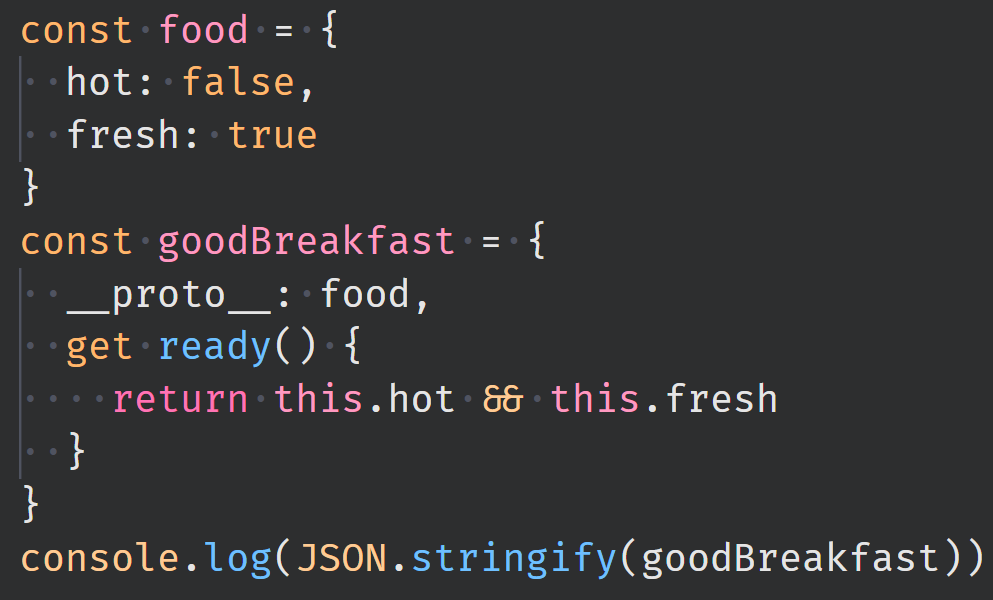 const food = {
  hot: false,
  fresh: true
}
const goodBreakfast = {
  __proto__: food,
  get ready() {
    return this.hot && this.fresh
  }
}
console.log(JSON.stringify(goodBreakfast))